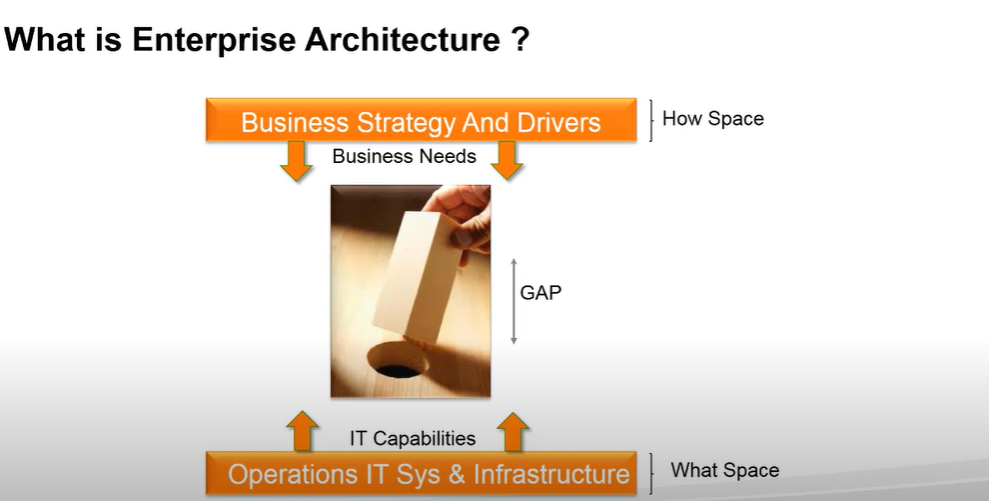 What is Enterprise Architecture ?
Business Strategy And Drivers
How Space
Business Needs
GAP
IT Capabilities
Operations IT Sys & Infrastructure
What Space